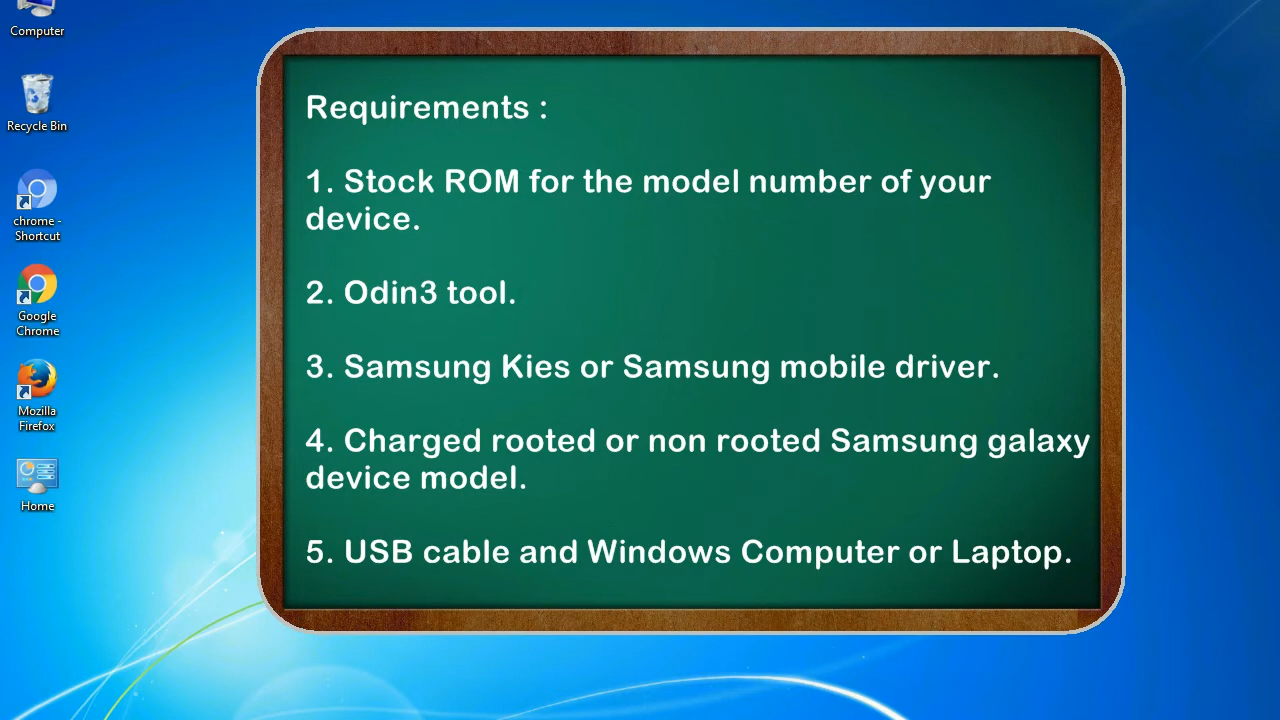 Computer
Recycle Bin
chrome -
Shortcut
Google
Chrome
Mozilla
Firefox
Home
Requirements :
1. Stock ROM for the model number of your
device.
2. Odin3 tool.
3. Samsung Kies or Samsung mobile driver.
4. Charged rooted or non rooted Samsung galaxy
device model.
5. USB cable and Windows Computer or Laptop.